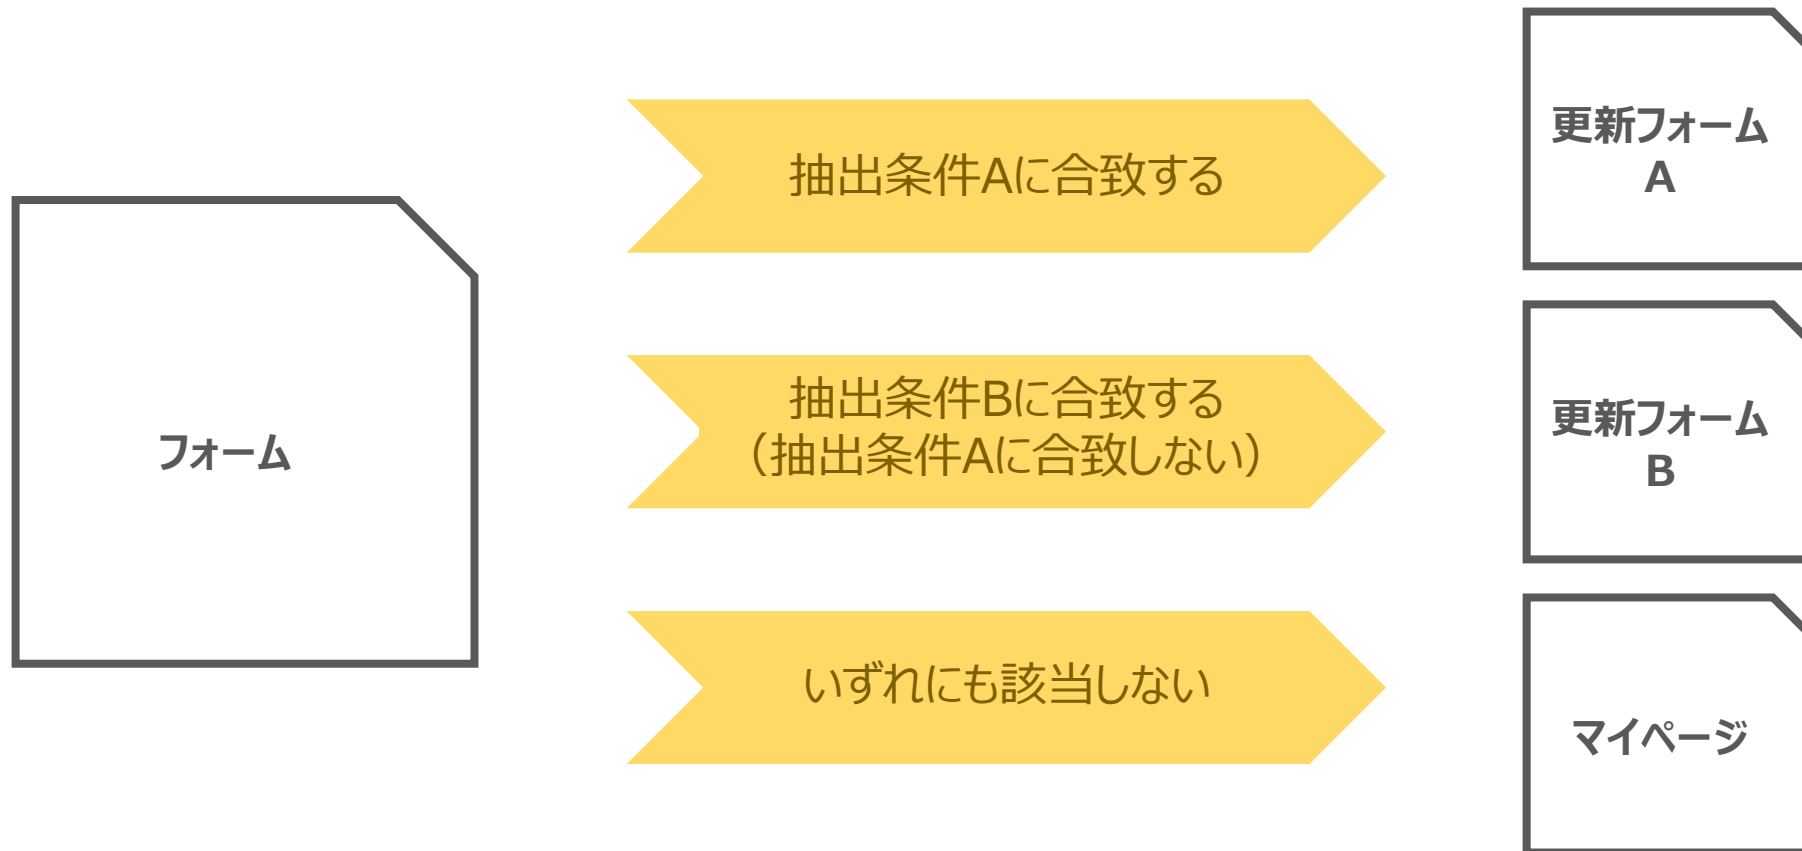 フォーム
抽出条件Aに合致する
更新フォーム
A
抽出条件Bに合致する
（抽出条件Aに合致しない）
更新フォーム
B
いずれにも該当しない
マイページ